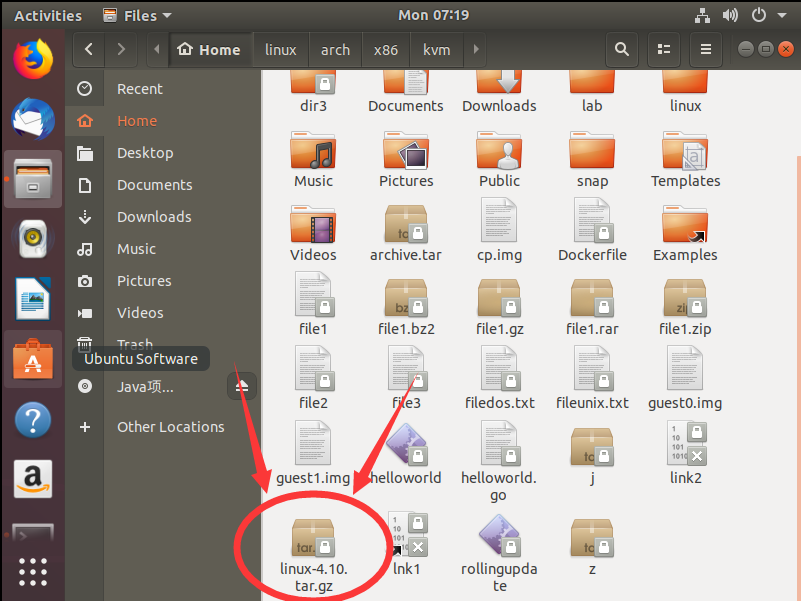 Activities Files Mon 07:19
Home linux arch x86 kvm
Recent
Home
Desktop
Documents
Downloads
Music
Pictures
Videos
Trash
Ubuntu Software
Java项...
Other Locations
dir3 Documents Downloads lab linux
Music Pictures Public snap Templates
Videos archive.tar cp.img Dockerfile Examples
file1 file1.bz2 file1.gz file1.rar file1.zip
file2 file3 filedos.txt fileunix.txt guest0.img
guest1.img helloworld helloworld. j link2
go
linux-4.10. lnk1 rollingupda z
tar.gz te